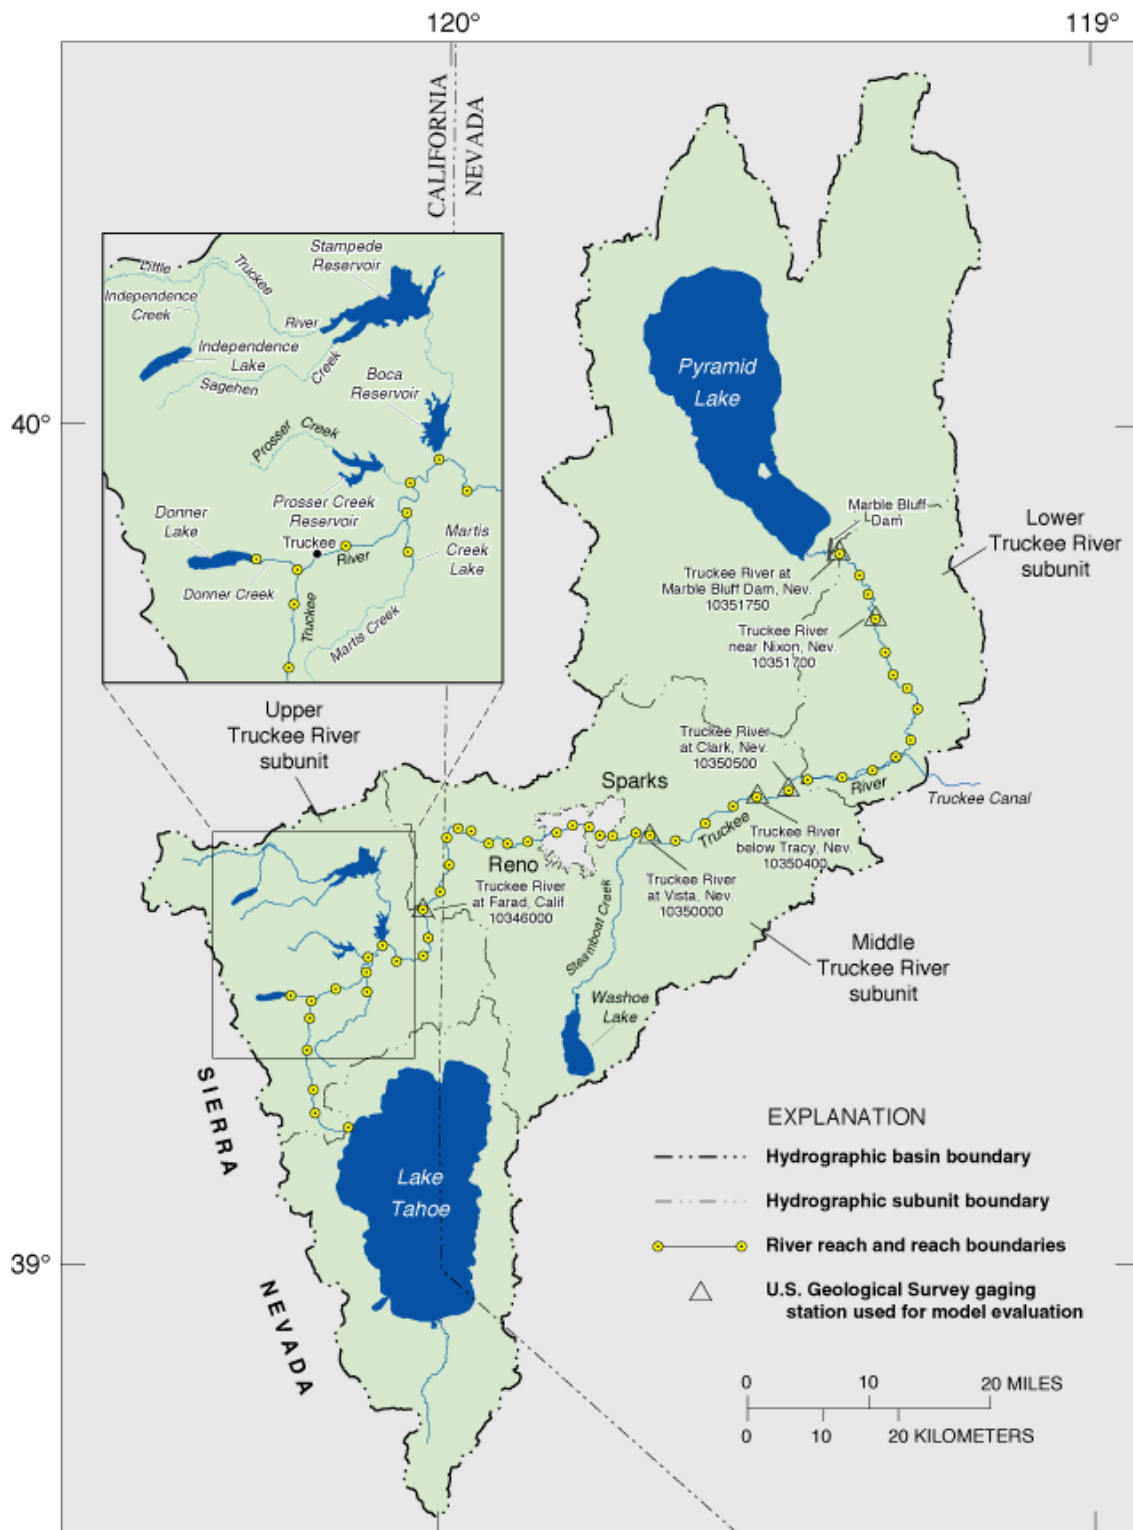 120°
119°
CALIFORNIA
NEVADA
Stampede
Reservoir
Little
Truckee
River
Independence
Creek
Independence
Lake
Sagehen
Creek
Boca
Reservoir
Prosser Creek
Prosser Creek
Reservoir
Donner
Lake
Truckee
River
Martis
Creek
Lake
Donner Creek
Truckee
Martis Creek
40°
Pyramid
Lake
Marble Bluff
Dam
Lower
Truckee River
subunit
Truckee River at
Marble Bluff Dam, Nev.
10351750
Truckee River
near Nixon, Nev.
10351700
Upper
Truckee River
subunit
Truckee River
at Clark, Nev.
10350500
Sparks
River
Truckee Canal
Truckee
Truckee River
below Tracy, Nev.
10350400
Reno
Truckee River
at Farad, Calif
10346000
Truckee River
at Vista, Nev.
10350000
Steamboat Creek
Middle
Truckee River
subunit
Washoe
Lake
SIERRA
NEVADA
Lake
Tahoe
39°
EXPLANATION
Hydrographic basin boundary
Hydrographic subunit boundary
River reach and reach boundaries
U.S. Geological Survey gaging
station used for model evaluation
0 10 20 MILES
0 10 20 KILOMETERS